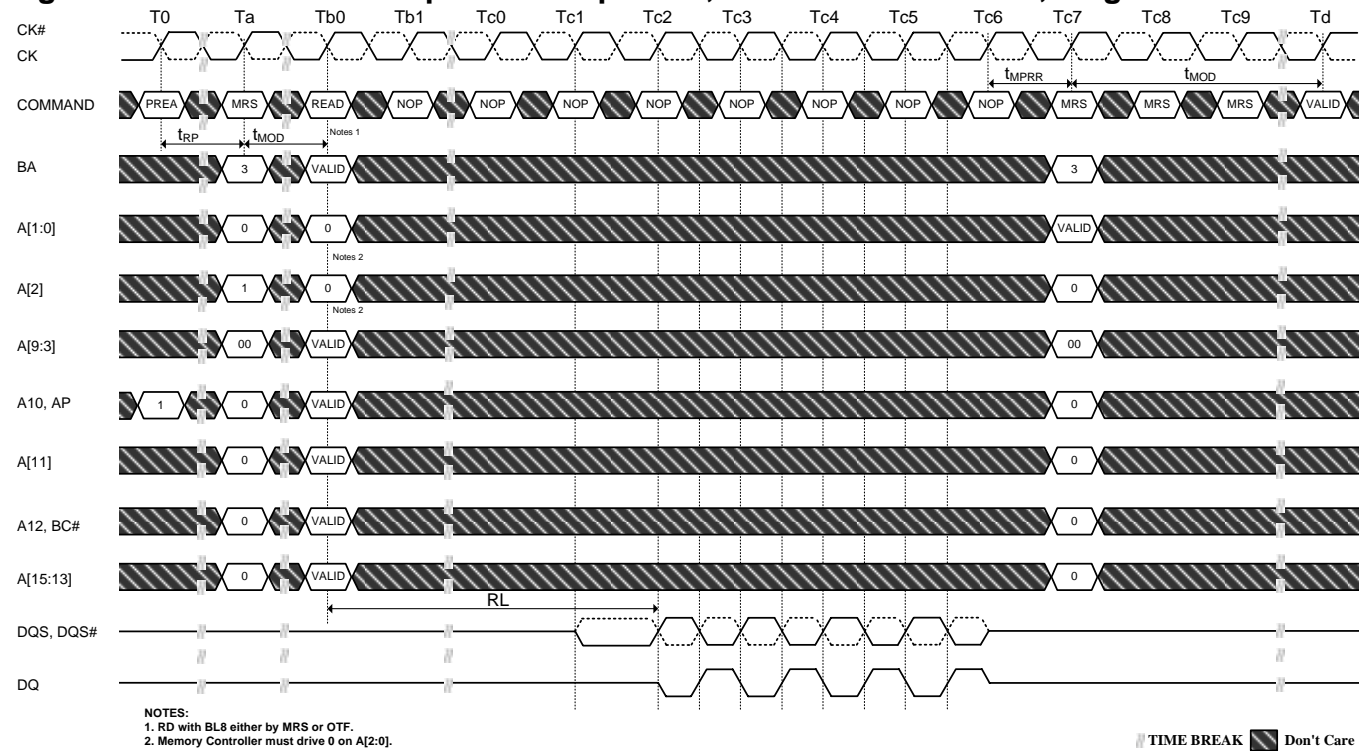 T0 Ta Tb0 Tb1 Tc0 Tc1 Tc2 Tc3 Tc4 Tc5 Tc6 Tc7 Tc8 Tc9 Td
CK#
CK
tMPRR tMOD
COMMAND PREA MRS READ NOP NOP NOP NOP NOP NOP NOP NOP MRS MRS MRS VALID
tRP tMOD Notes 1
BA 3 VALID 3
A[1:0] 0 0 VALID
Notes 2
A[2] 1 0 0
Notes 2
A[9:3] 00 VALID 00
A10, AP 1 0 VALID 0
A[11] 0 VALID 0
A12, BC# 0 VALID 0
A[15:13] 0 VALID 0
RL
DQS, DQS#
DQ
NOTES:
1. RD with BL8 either by MRS or OTF.
2. Memory Controller must drive 0 on A[2:0].
TIME BREAK Don't Care